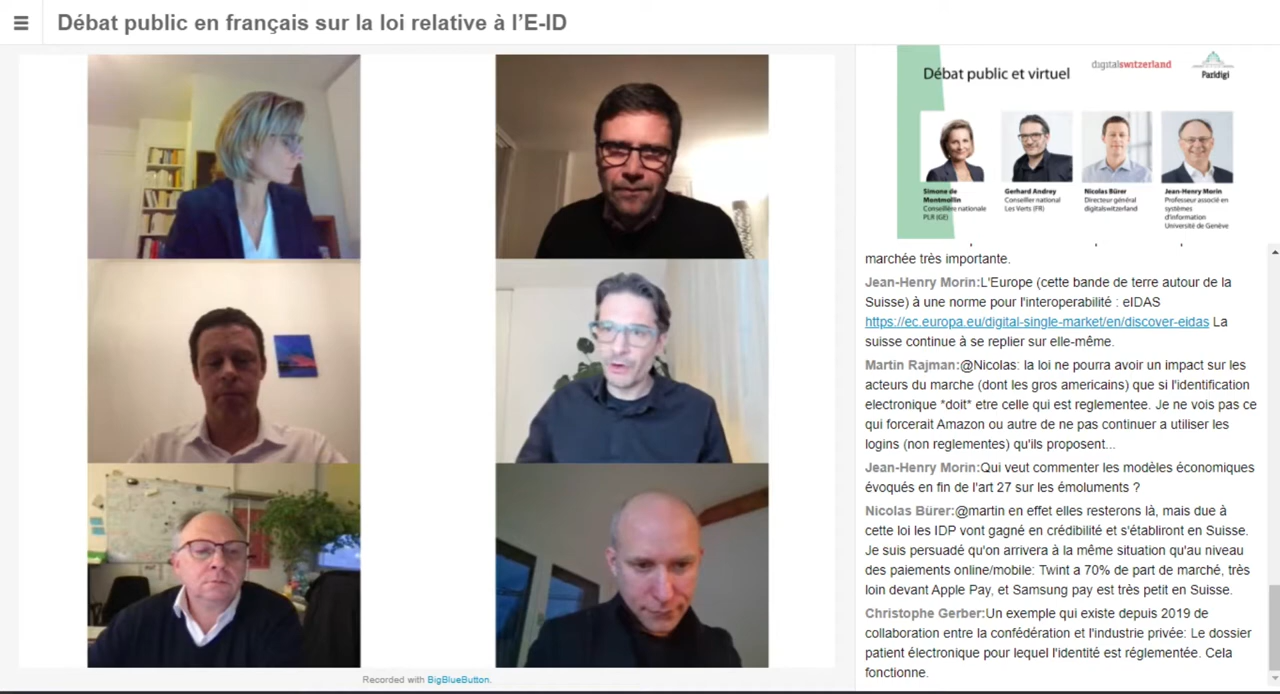 Débat public en français sur la loi relative à l'E-ID
Débat public et virtuel
digitalswitzerland
Parldigi
Simone de
Montmollin
Conseillère nationale
PLR (GE)
Gerhard Andrey
Conseiller national
Les Verts (FR)
Nicolas Bürer
Directeur général
digitalswitzerland
Jean-Henry Morin
Professeur associé en
systèmes
d'information
Université de Genève
marchée très importante.
Jean-Henry Morin:L'Europe (cette bande de terre autour de la
Suisse) à une norme pour l'interoperabilité : eIDAS
https://ec.europa.eu/digital-single-market/en/discover-eidas La
suisse continue à se replier sur elle-même.
Martin Rajman:@Nicolas: la loi ne pourra avoir un impact sur les
acteurs du marche (dont les gros americains) que si l'identification
electronique *doit* etre celle qui est reglementee. Je ne vois pas ce
qui forcerait Amazon ou autre de ne pas continuer a utiliser les
logins (non reglementes) qu'ils proposent...
Jean-Henry Morin:Qui veut commenter les modèles économiques
évoqués en fin de l'art 27 sur les émoluments ?
Nicolas Bürer:@martin en effet elles resterons là, mais due à
cette loi les IDP vont gagné en crédibilité et s'établiront en Suisse.
Je suis persuadé qu'on arrivera à la même situation qu'au niveau
des paiements online/mobile: Twint a 70% de part de marché, très
loin devant Apple Pay, et Samsung pay est très petit en Suisse.
Christophe Gerber:Un exemple qui existe depuis 2019 de
collaboration entre la confédération et l'industrie privée: Le dossier
patient électronique pour lequel l'identité est réglementée. Cela
fonctionne.
Recorded with BigBlueButton.